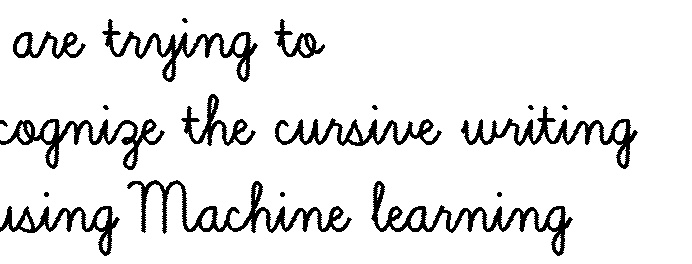 are trying to
cognize the cursive writing
using Machine learning